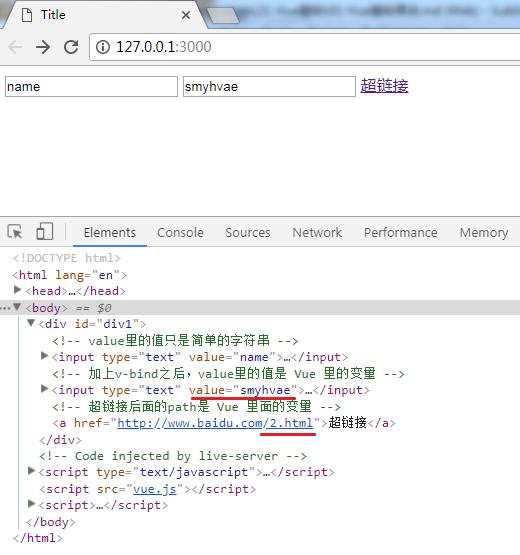 Title
127.0.0.1:3000
name smyhvae 超链接
Elements Console Sources Network Performance Memory
<!DOCTYPE html>
<html lang="en">
<head>…</head>
<body> == $0
<div id="div1">
<!-- value里的值只是简单的字符串 -->
<input type="text" value="name">…</input>
<!-- 加上v-bind之后，value里的值是 Vue 里的变量 -->
<input type="text" value="smyhvae">…</input>
<!-- 超链接后面的path是 Vue 里面的变量 -->
<a href="http://www.baidu.com/2.html">超链接</a>
</div>
<!-- Code injected by live-server -->
<script type="text/javascript">…</script>
<script src="vue.js"></script>
<script>…</script>
</body>
</html>